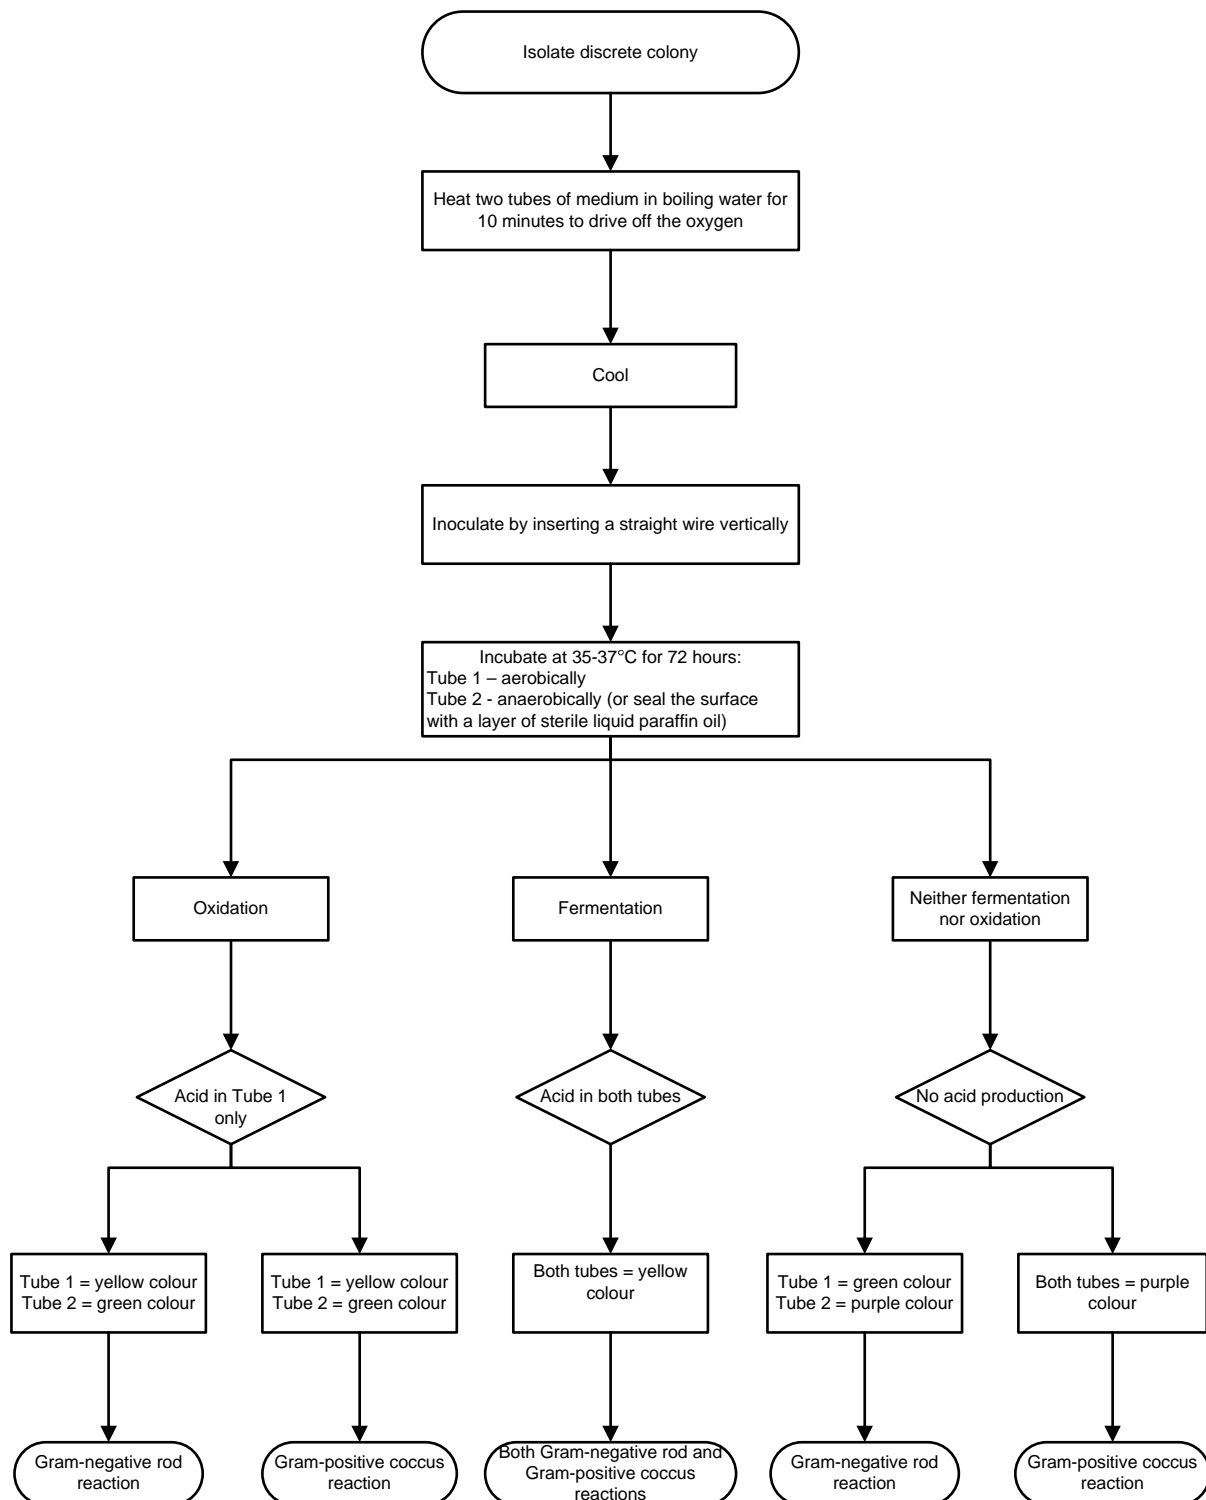 Isolate discrete colony
Heat two tubes of medium in boiling water for
10 minutes to drive off the oxygen
Cool
Inoculate by inserting a straight wire vertically
Incubate at 35-37°C for 72 hours:
Tube 1 – aerobically
Tube 2 - anaerobically (or seal the surface
with a layer of sterile liquid paraffin oil)
Oxidation
Fermentation
Neither fermentation
nor oxidation
Acid in Tube 1
only
Acid in both tubes
No acid production
Tube 1 = yellow colour
Tube 2 = green colour
Tube 1 = yellow colour
Tube 2 = green colour
Both tubes = yellow
colour
Tube 1 = green colour
Tube 2 = purple colour
Both tubes = purple
colour
Gram-negative rod
reaction
Gram-positive coccus
reaction
Both Gram-negative rod and
Gram-positive coccus
reactions
Gram-negative rod
reaction
Gram-positive coccus
reaction